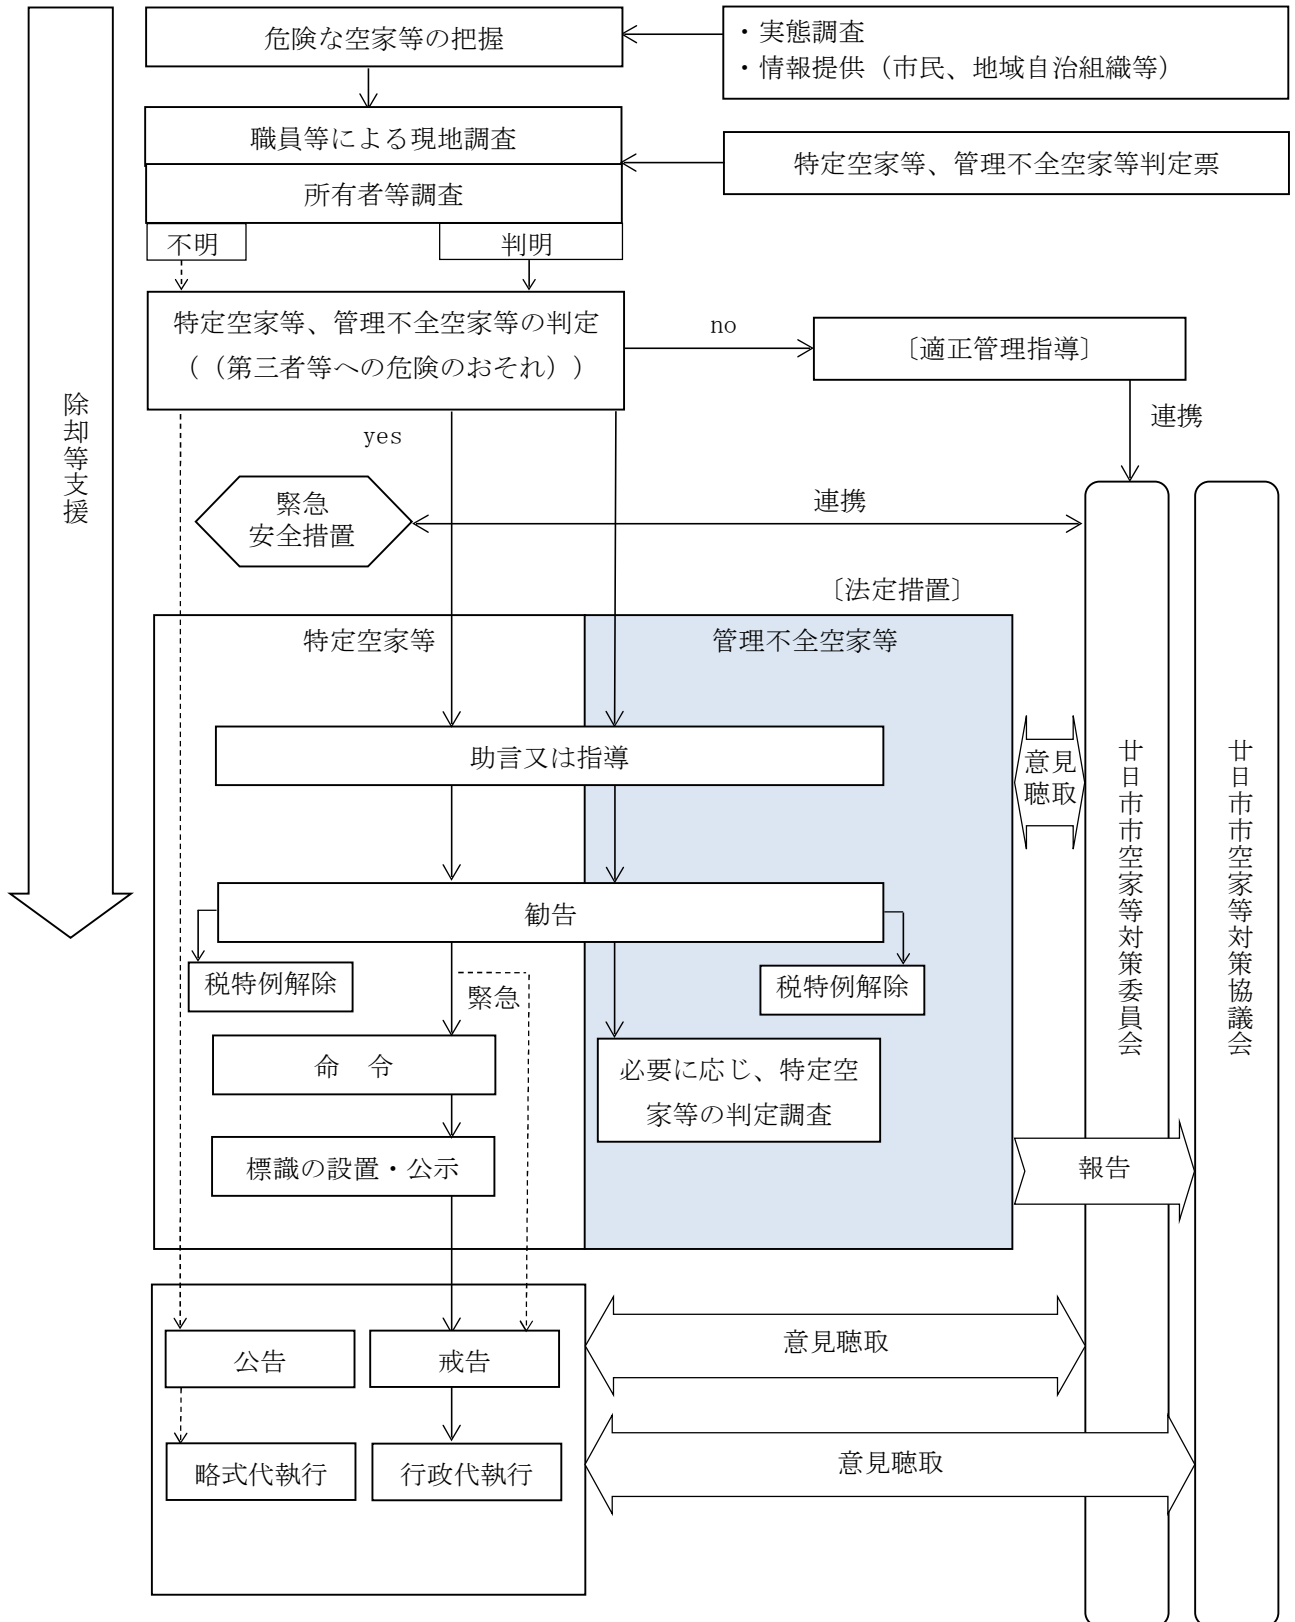 危険な空家等の把握
・実態調査
・情報提供（市民、地域自治組織等）
職員等による現地調査
特定空家等、管理不全空家等判定票
所有者等調査
不明
判明
特定空家等、管理不全空家等の判定
（（第三者等への危険のおそれ））
no
〔適正管理指導〕
連携
yes
除却等支援
緊急
安全措置
連携
〔法定措置〕
特定空家等
管理不全空家等
助言又は指導
意見
聴取
廿日市市空家等対策委員会
廿日市市空家等対策協議会
勧告
税特例解除
税特例解除
緊急
命　令
必要に応じ、特定空
家等の判定調査
標識の設置・公示
報告
公告
戒告
意見聴取
略式代執行
行政代執行
意見聴取